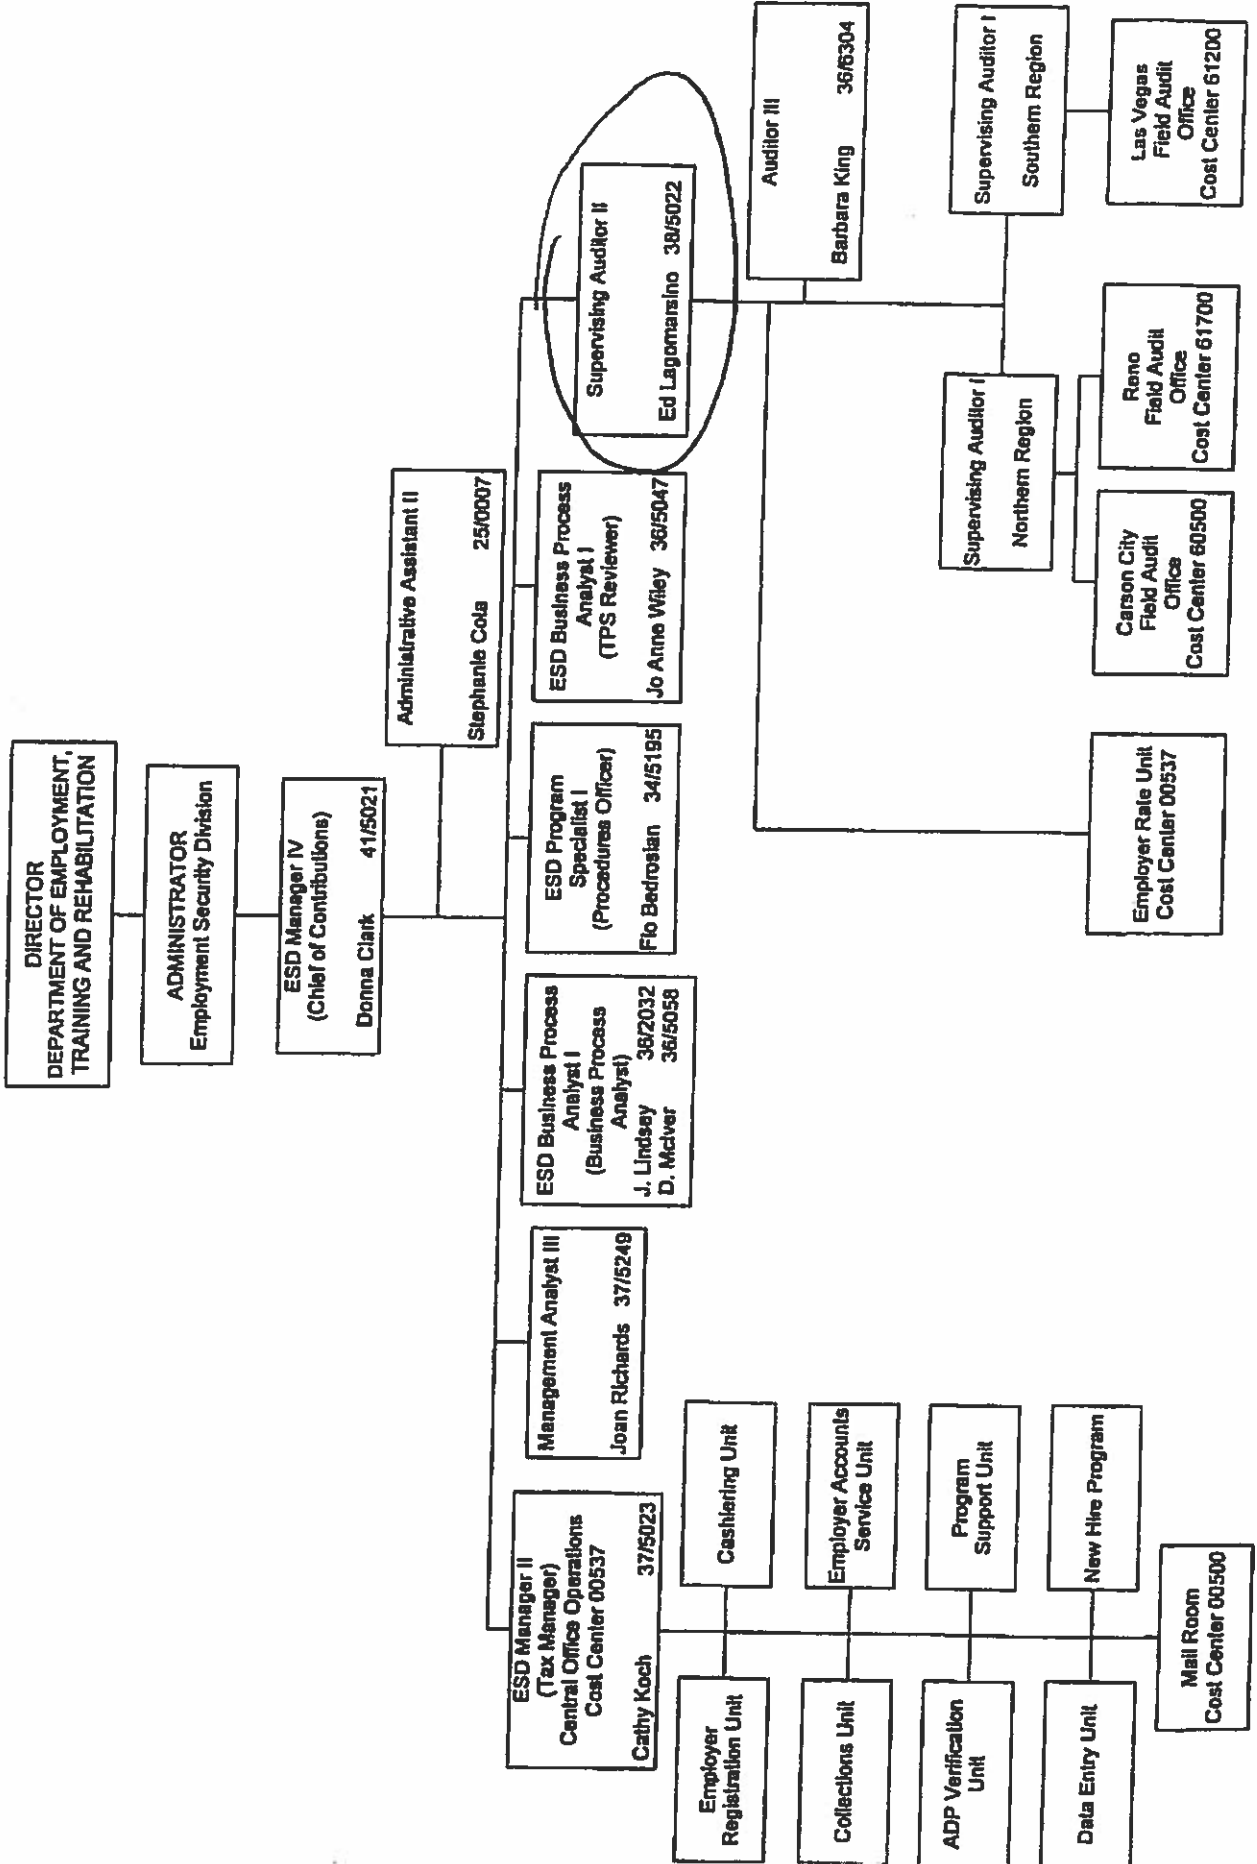 DIRECTOR
DEPARTMENT OF EMPLOYMENT,
TRAINING AND REHABILITATION
ADMINISTRATOR
Employment Security Division
ESD Manager IV
(Chief of Contributions)
Donna Clark 41/5021
Administrative Assistant II
Stephanie Cota 25/0007
ESD Manager II
(Tax Manager)
Central Office Operations
Cost Center 00537
Cathy Koch 37/5023
Management Analyst III
Joan Richards 37/5249
ESD Business Process
Analyst I
(Business Process
Analyst)
J. Lindsey 36/2032
D. McIver 36/5058
ESD Program
Specialist I
(Procedures Officer)
Flo Bedrosian 34/5195
ESD Business Process
Analyst I
(TPS Reviewer)
Jo Anne Wiley 36/5047
Supervising Auditor II
Ed Lagomarsino 38/5022
Employer
Registration Unit
Cashiering Unit
Collections Unit
Employer Accounts
Service Unit
ADP Verification
Unit
Program
Support Unit
Data Entry Unit
New Hire Program
Mail Room
Cost Center 00500
Auditor III
Barbara King 36/6304
Employer Rate Unit
Cost Center 00537
Supervising Auditor I
Northern Region
Supervising Auditor I
Southern Region
Carson City
Field Audit
Office
Cost Center 60500
Reno
Field Audit
Office
Cost Center 61700
Las Vegas
Field Audit
Office
Cost Center 61200